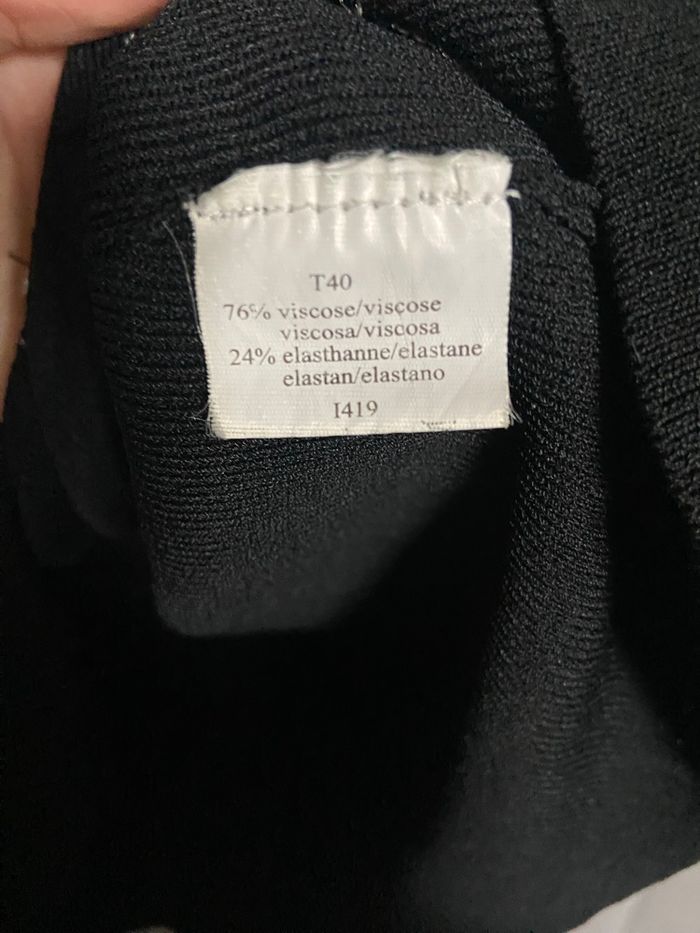 T40
76% viscose/viscose
viscosa/viscosa
24% elasthanne/elastane
elastan/elastano
I419